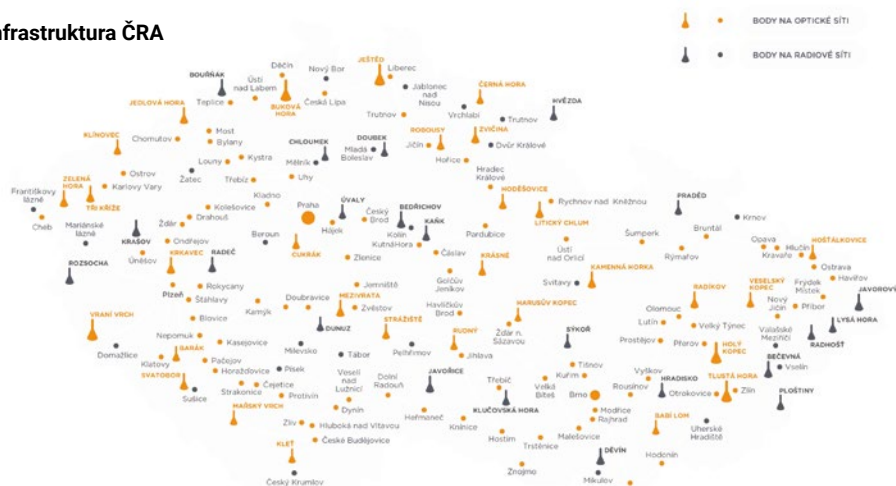 nfrastruktura ČRA
BODY NA OPTICKÉ SÍTI
BODY NA RADIOVÉ SÍTI
BOUŘŇÁK
Děčín
Nový Bor
JEŠTĚD
Liberec
Ústí
nad Labem
Jablonec
nad
Nisou
ČERNÁ HORA
HVĚZDA
JEDLOVÁ HORA
Teplice
BUKOVÁ
HORA
Česká Lípa
Trutnov
Vrchlabí
Trutnov
KLÍNOVEC
Chomutov
Most
Bylany
CHLOUMEK
DOUBEK
ROBOUSY
ZVIČINA
Mladá
Boleslav
Jičín
Dvůr Králové
Louny
Kystra
Mělník
Hořice
Žatec
Třebíz
Uhy
Hradec
Králové
ZELENÁ
HORA
Ostrov
Karlovy Vary
Františkovy
lázně
TŘI KŘÍŽE
Kladno
Praha
ÚVALY
BEDŘICHOV
HODĚŠOVICE
Rychnov nad Kněžnou
PRADĚD
Kolešovice
Český
Brod
KAŇK
LITICKÝ CHLUM
Krnov
Cheb
Mariánské
lázně
Žďár
Drahouš
Hájek
Kolín
Pardubice
Bruntál
KRAŠOV
Ondřejov
Beroun
Kutná Hora
Šumperk
Opava
Hlučín
HOŠŤÁLKOVICE
Úněšov
KRKAVEC
RADEČ
CUKRÁK
Zlenice
Čáslav
KRÁSNÉ
Ústí
nad Orlicí
Rýmařov
Kravaře
Ostrava
ROZSOCHA
Golčův
Jeníkov
Svitavy
KAMENNÁ HORKA
Havířov
Plzeň
Rokycany
Jemniště
RADÍKOV
VESELSKÝ
KOPEC
Frýdek
Místek
JAVOROVÝ
Šťáhlavy
Kamýk
Doubravice
MEZIVRATA
Zvěstov
Havlíčkův
Brod
HARUSŮV KOPEC
Olomouc
Nový
Jičín
Příbor
VRANÍ VRCH
Blovice
DUNUZ
STRÁŽIŠTĚ
Žďár n.
Sázavou
Lutín
Velký Týnec
Valašské
Meziříčí
LYSÁ HORA
Nepomuk
Kasejovice
RUDNÝ
SÝKOŘ
Prostějov
Přerov
HOLÝ
KOPEC
RADHOŠŤ
Domažlice
Klatovy
BARÁK
Pačejov
Milevsko
Tábor
Pelhřimov
Jihlava
BEČEVNÁ
Vsetín
SVATOBOR
Horažďovice
Písek
Veselí
nad
Lužnicí
Dolní
Radouň
JAVOŘICE
Třebíč
Velká
Bíteš
Tišnov
Kuřim
Vyškov
HRADISKO
TLUSTÁ HORA
Sušice
Strakonice
Čejetice
Protivín
Brno
Rousínov
Otrokovice
Zlín
PLOŠTINY
MAŘSKÝ VRCH
Dynín
Heřmaneč
KLUČOVSKÁ HORA
Modřice
Rajhrad
BABÍ LOM
Zliv
Hluboká nad Vltavou
Knínice
Malešovice
Uherské
Hradiště
KLEŤ
České Budějovice
Hostim
Trstěnice
DĚVÍN
Hodonín
Český Krumlov
Znojmo
Mikulov